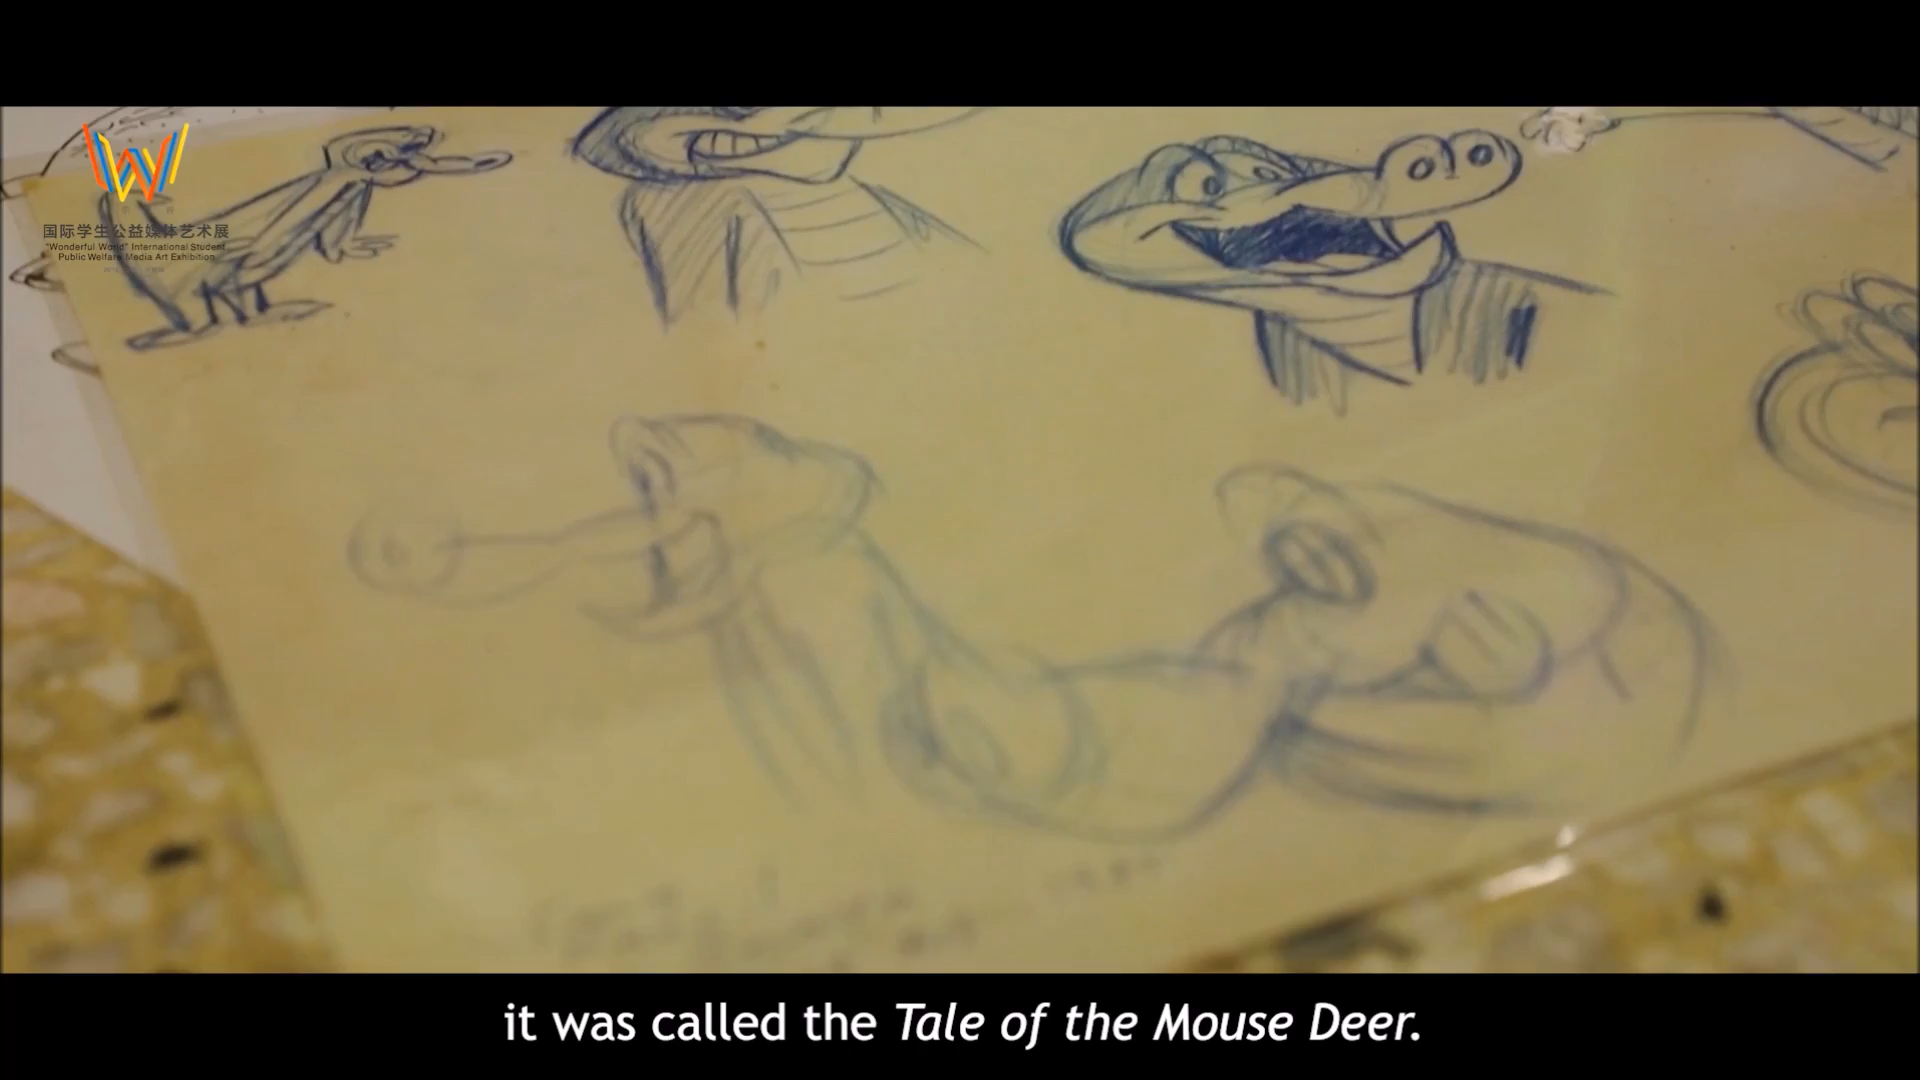 国际学生公益媒体艺术展
"Wonderful World" International Student
Public Welfare Media Art Exhibition
it was called the Tale of the Mouse Deer.